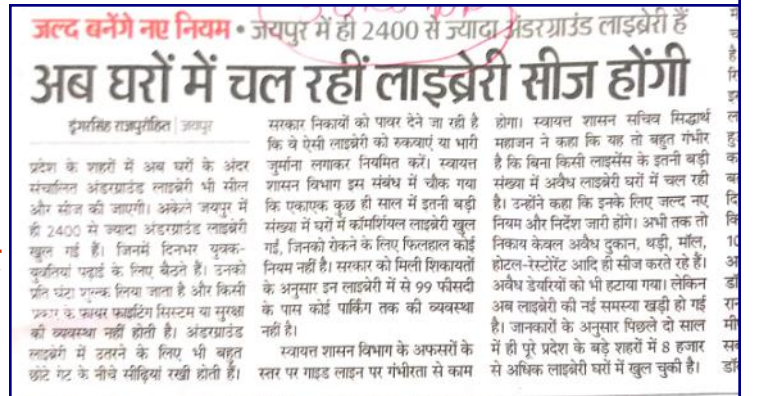 जल्द बनेंगे नए नियम • जयपुर में ही 2400 से ज्यादा अंडरग्राउंड लाइब्रेरी हैं
अब घरों में चल रहीं लाइब्रेरी सीज होंगी
डूंगरसिंह राजपुरोहित | जयपुर
प्रदेश के शहरों में अब घरों के अंदर
संचालित अंडरग्राउंड लाइब्रेरी भी सील
और सीज की जाएगी। अकेले जयपुर में
ही 2400 से ज्यादा अंडरग्राउंड लाइब्रेरी
खुल गई हैं। जिनमें दिनभर युवक-
युवतियां पढ़ाई के लिए बैठते हैं। उनको
प्रति घंटा शुल्क लिया जाता है और किसी
प्रकार के फायर फाइटिंग सिस्टम या सुरक्षा
की व्यवस्था नहीं होती है। अंडरग्राउंड
लाइब्रेरी में उतरने के लिए भी बहुत
छोटे गेट के नीचे सीढ़ियां रखी होती हैं।
सरकार निकायों को पावर देने जा रही है
कि वे ऐसी लाइब्रेरी को रुकवाएं या भारी
जुर्माना लगाकर नियमित करें। स्वायत्त
शासन विभाग इस संबंध में चौंक गया
कि एकाएक कुछ ही साल में इतनी बड़ी
संख्या में घरों में कॉमर्शियल लाइब्रेरी खुल
गई, जिनको रोकने के लिए फिलहाल कोई
नियम नहीं है। सरकार को मिली शिकायतों
के अनुसार इन लाइब्रेरी में से 99 फीसदी
के पास कोई पार्किंग तक की व्यवस्था
नहीं है।
स्वायत्त शासन विभाग के अफसरों के
स्तर पर गाइड लाइन पर गंभीरता से काम
होगा। स्वायत्त शासन सचिव सिद्धार्थ
महाजन ने कहा कि यह तो बहुत गंभीर
है कि बिना किसी लाइसेंस के इतनी बड़ी
संख्या में अवैध लाइब्रेरी घरों में चल रही
है। उन्होंने कहा कि इनके लिए जल्द नए
नियम और निर्देश जारी होंगे। अभी तक तो
निकाय केवल अवैध दुकान, थड़ी, मॉल,
होटल-रेस्टोरेंट आदि ही सीज करते रहे हैं।
अवैध डेयरियों को भी हटाया गया। लेकिन
अब लाइब्रेरी की नई समस्या खड़ी हो गई
है। जानकारों के अनुसार पिछले दो साल
में ही पूरे प्रदेश के बड़े शहरों में 8 हजार
से अधिक लाइब्रेरी घरों में खुल चुकी है।